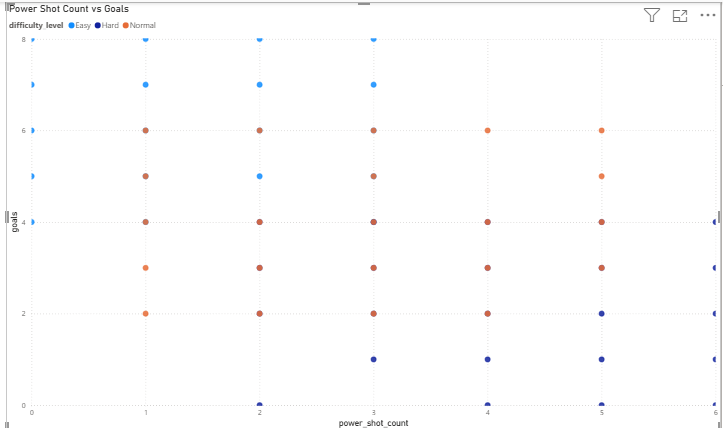 Power Shot Count vs Goals
difficulty_level Easy Hard Normal
8
6
4
2
0
goals
0 1 2 3 4 5 6
power_shot_count